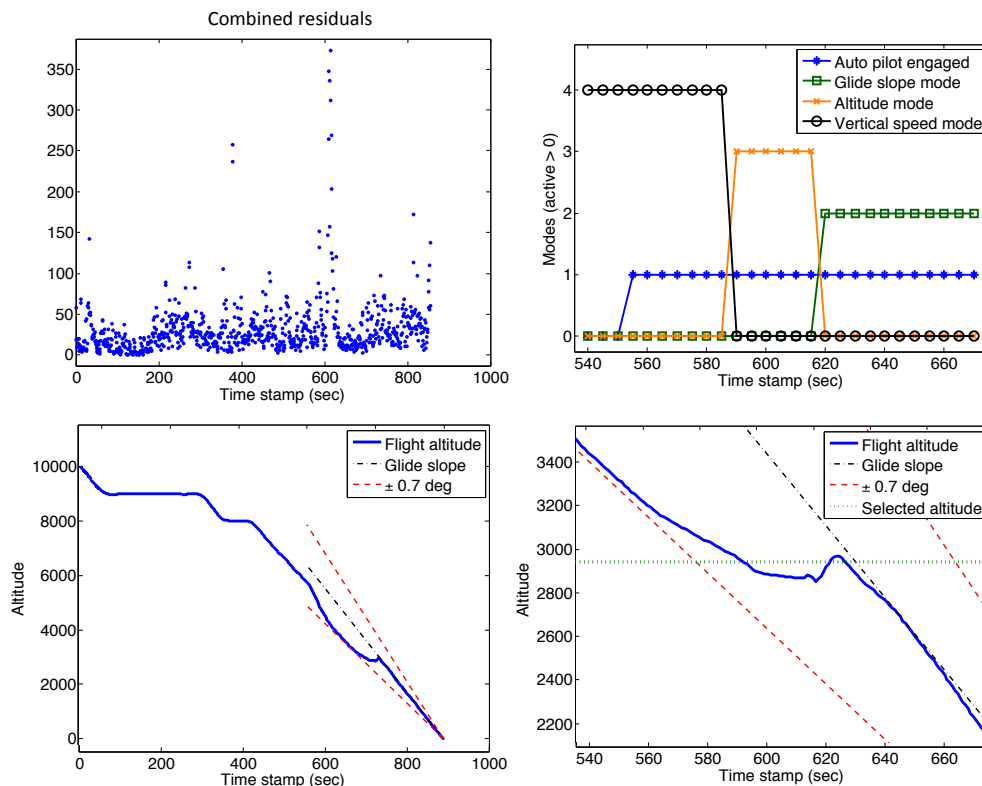 Combined residuals
350
300
250
200
150
100
50
0
0 200 400 600 800 1000
Time stamp (sec)
Auto pilot engaged
Glide slope mode
Altitude mode
Vertical speed mode
Modes (active > 0)
4
3
2
1
0
540 560 580 600 620 640 660
Time stamp (sec)
Flight altitude
Glide slope
± 0.7 deg
Altitude
10000
8000
6000
4000
2000
0
0 200 400 600 800 1000
Time stamp (sec)
Flight altitude
Glide slope
± 0.7 deg
Selected altitude
Altitude
3400
3200
3000
2800
2600
2400
2200
540 560 580 600 620 640 660
Time stamp (sec)